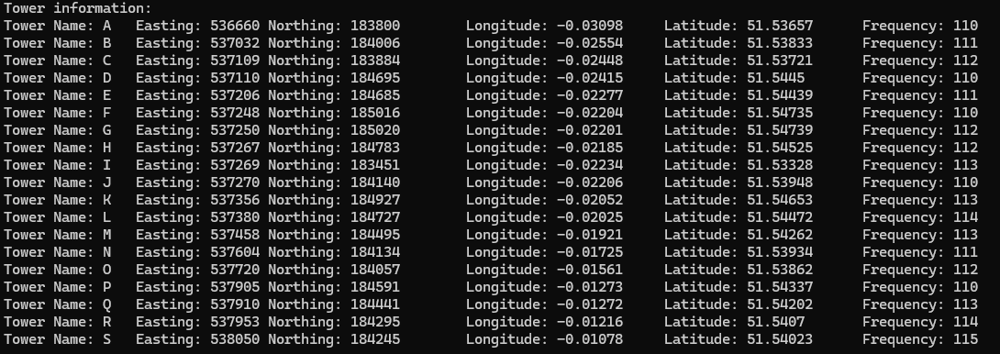 Tower information:
Tower Name: A Easting: 536660 Northing: 183800 Longitude: -0.03098 Latitude: 51.53657 Frequency: 110
Tower Name: B Easting: 537032 Northing: 184006 Longitude: -0.02554 Latitude: 51.53833 Frequency: 111
Tower Name: C Easting: 537109 Northing: 183884 Longitude: -0.02448 Latitude: 51.53721 Frequency: 112
Tower Name: D Easting: 537110 Northing: 184695 Longitude: -0.02415 Latitude: 51.5445 Frequency: 110
Tower Name: E Easting: 537206 Northing: 184685 Longitude: -0.02277 Latitude: 51.54439 Frequency: 111
Tower Name: F Easting: 537248 Northing: 185016 Longitude: -0.02204 Latitude: 51.54735 Frequency: 110
Tower Name: G Easting: 537250 Northing: 185020 Longitude: -0.02201 Latitude: 51.54739 Frequency: 112
Tower Name: H Easting: 537267 Northing: 184783 Longitude: -0.02185 Latitude: 51.54525 Frequency: 112
Tower Name: I Easting: 537269 Northing: 183451 Longitude: -0.02234 Latitude: 51.53328 Frequency: 113
Tower Name: J Easting: 537270 Northing: 184140 Longitude: -0.02206 Latitude: 51.53948 Frequency: 110
Tower Name: K Easting: 537356 Northing: 184927 Longitude: -0.02052 Latitude: 51.54653 Frequency: 113
Tower Name: L Easting: 537380 Northing: 184727 Longitude: -0.02025 Latitude: 51.54472 Frequency: 114
Tower Name: M Easting: 537458 Northing: 184495 Longitude: -0.01921 Latitude: 51.54262 Frequency: 113
Tower Name: N Easting: 537604 Northing: 184134 Longitude: -0.01725 Latitude: 51.53934 Frequency: 111
Tower Name: O Easting: 537720 Northing: 184057 Longitude: -0.01561 Latitude: 51.53862 Frequency: 112
Tower Name: P Easting: 537905 Northing: 184591 Longitude: -0.01273 Latitude: 51.54337 Frequency: 110
Tower Name: Q Easting: 537910 Northing: 184441 Longitude: -0.01272 Latitude: 51.54202 Frequency: 113
Tower Name: R Easting: 537953 Northing: 184295 Longitude: -0.01216 Latitude: 51.5407 Frequency: 114
Tower Name: S Easting: 538050 Northing: 184245 Longitude: -0.01078 Latitude: 51.54023 Frequency: 115